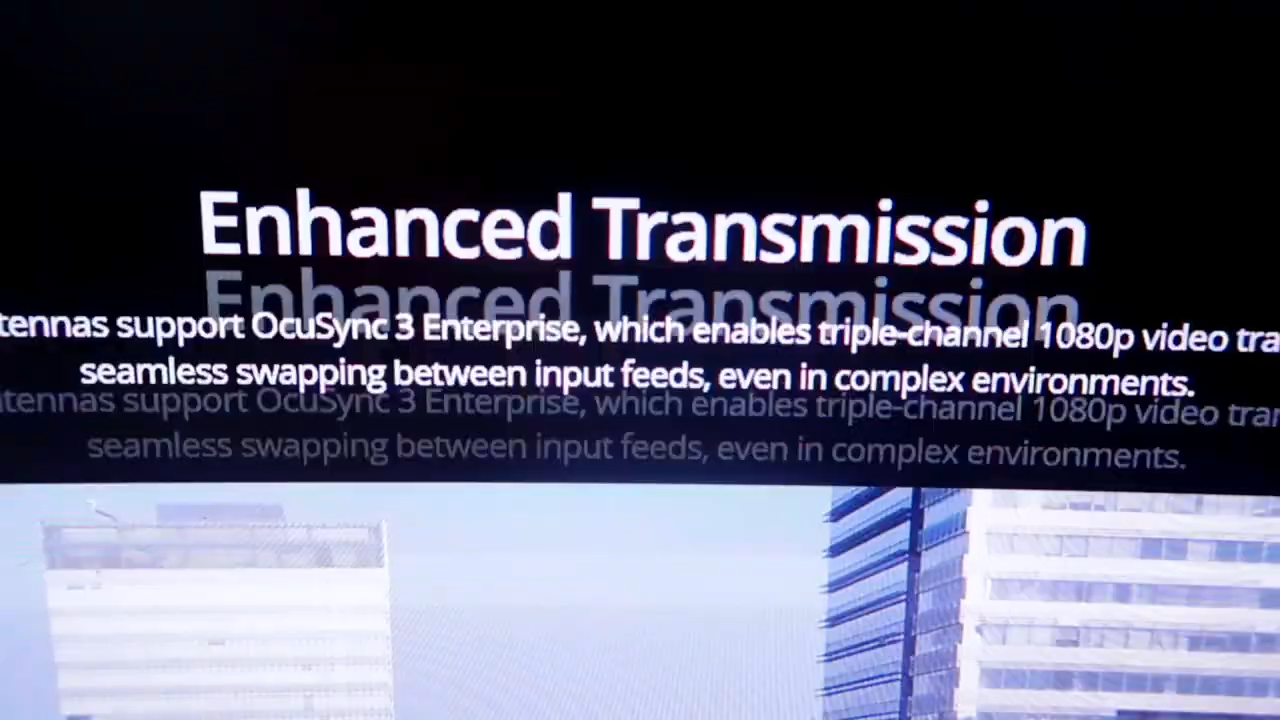 Enhanced Transmission
Enhanced Transmission
tennas support OcuSync 3 Enterprise, which enables triple-channel 1080p video tra
seamless swapping between input feeds, even in complex environments.
tennas support OcuSync 3 Enterprise, which enables triple-channel 1080p video tra
seamless swapping between input feeds, even in complex environments.